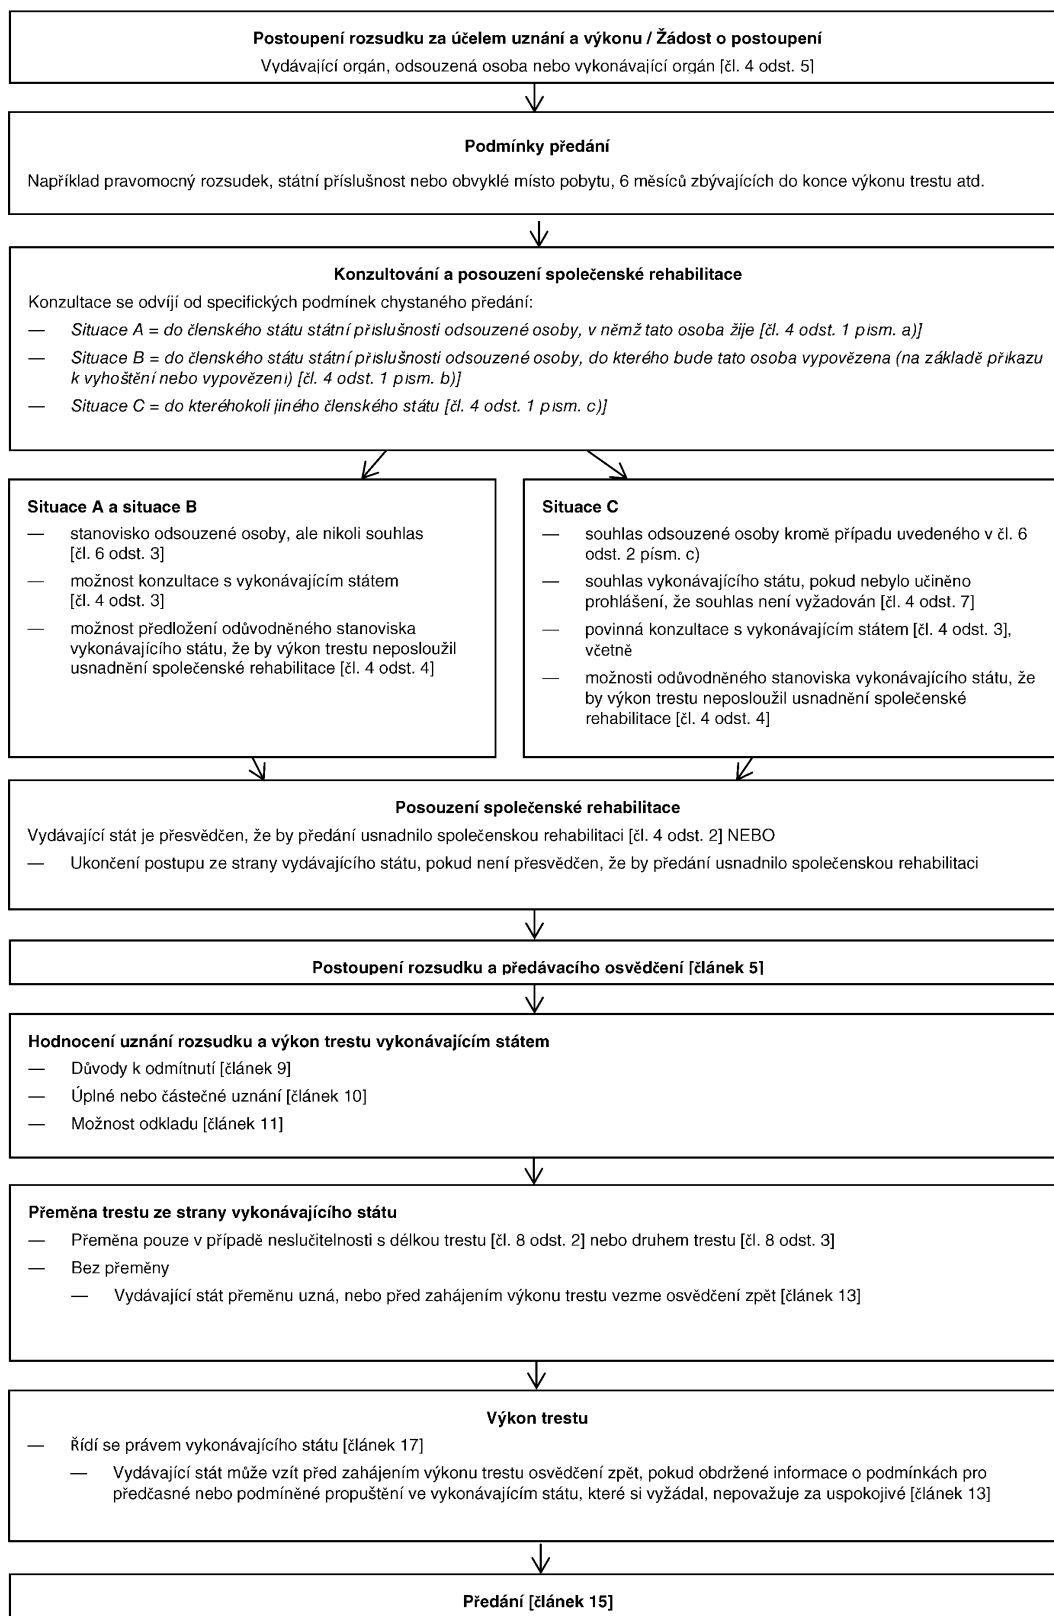 Postoupení rozsudku za účelem uznání a výkonu / Žádost o postoupení
Vydávající orgán, odsouzená osoba nebo vykonávající orgán [čl. 4 odst. 5]
Podmínky předání
Například pravomocný rozsudek, státní příslušnost nebo obvyklé místo pobytu, 6 měsíců zbývajících do konce výkonu trestu atd.
Konzultování a posouzení společenské rehabilitace
Konzultace se odvíjí od specifických podmínek chystaného předání:
— Situace A = do členského státu státní příslušnosti odsouzené osoby, v němž tato osoba žije [čl. 4 odst. 1 písm. a)]
— Situace B = do členského státu státní příslušnosti odsouzené osoby, do kterého bude tato osoba vypovězena (na základě příkazu
k vyhoštění nebo vypovězení) [čl. 4 odst. 1 písm. b)]
— Situace C = do kteréhokoli jiného členského státu [čl. 4 odst. 1 písm. c)]
Situace A a situace B
— stanovisko odsouzené osoby, ale nikoli souhlas
[čl. 6 odst. 3]
— možnost konzultace s vykonávajícím státem
[čl. 4 odst. 3]
— možnost předložení odůvodněného stanoviska
vykonávajícího státu, že by výkon trestu neposloužil
usnadnění společenské rehabilitace [čl. 4 odst. 4]
Situace C
— souhlas odsouzené osoby kromě případu uvedeného v čl. 6
odst. 2 písm. c)
— souhlas vykonávajícího státu, pokud nebylo učiněno
prohlášení, že souhlas není vyžadován [čl. 4 odst. 7]
— povinná konzultace s vykonávajícím státem [čl. 4 odst. 3],
včetně
— možnosti odůvodněného stanoviska vykonávajícího státu, že
by výkon trestu neposloužil usnadnění společenské
rehabilitace [čl. 4 odst. 4]
Posouzení společenské rehabilitace
Vydávající stát je přesvědčen, že by předání usnadnilo společenskou rehabilitaci [čl. 4 odst. 2] NEBO
— Ukončení postupu ze strany vydávajícího státu, pokud není přesvědčen, že by předání usnadnilo společenskou rehabilitaci
Postoupení rozsudku a předávacího osvědčení [článek 5]
Hodnocení uznání rozsudku a výkon trestu vykonávajícím státem
— Důvody k odmítnutí [článek 9]
— Úplné nebo částečné uznání [článek 10]
— Možnost odkladu [článek 11]
Přeměna trestu ze strany vykonávajícího státu
— Přeměna pouze v případě neslučitelnosti s délkou trestu [čl. 8 odst. 2] nebo druhem trestu [čl. 8 odst. 3]
— Bez přeměny
— Vydávající stát přeměnu uzná, nebo před zahájením výkonu trestu vezme osvědčení zpět [článek 13]
Výkon trestu
— Řídí se právem vykonávajícího státu [článek 17]
— Vydávající stát může vzít před zahájením výkonu trestu osvědčení zpět, pokud obdržené informace o podmínkách pro
předčasné nebo podmíněné propuštění ve vykonávajícím státu, které si vyžádal, nepovažuje za uspokojivé [článek 13]
Předání [článek 15]